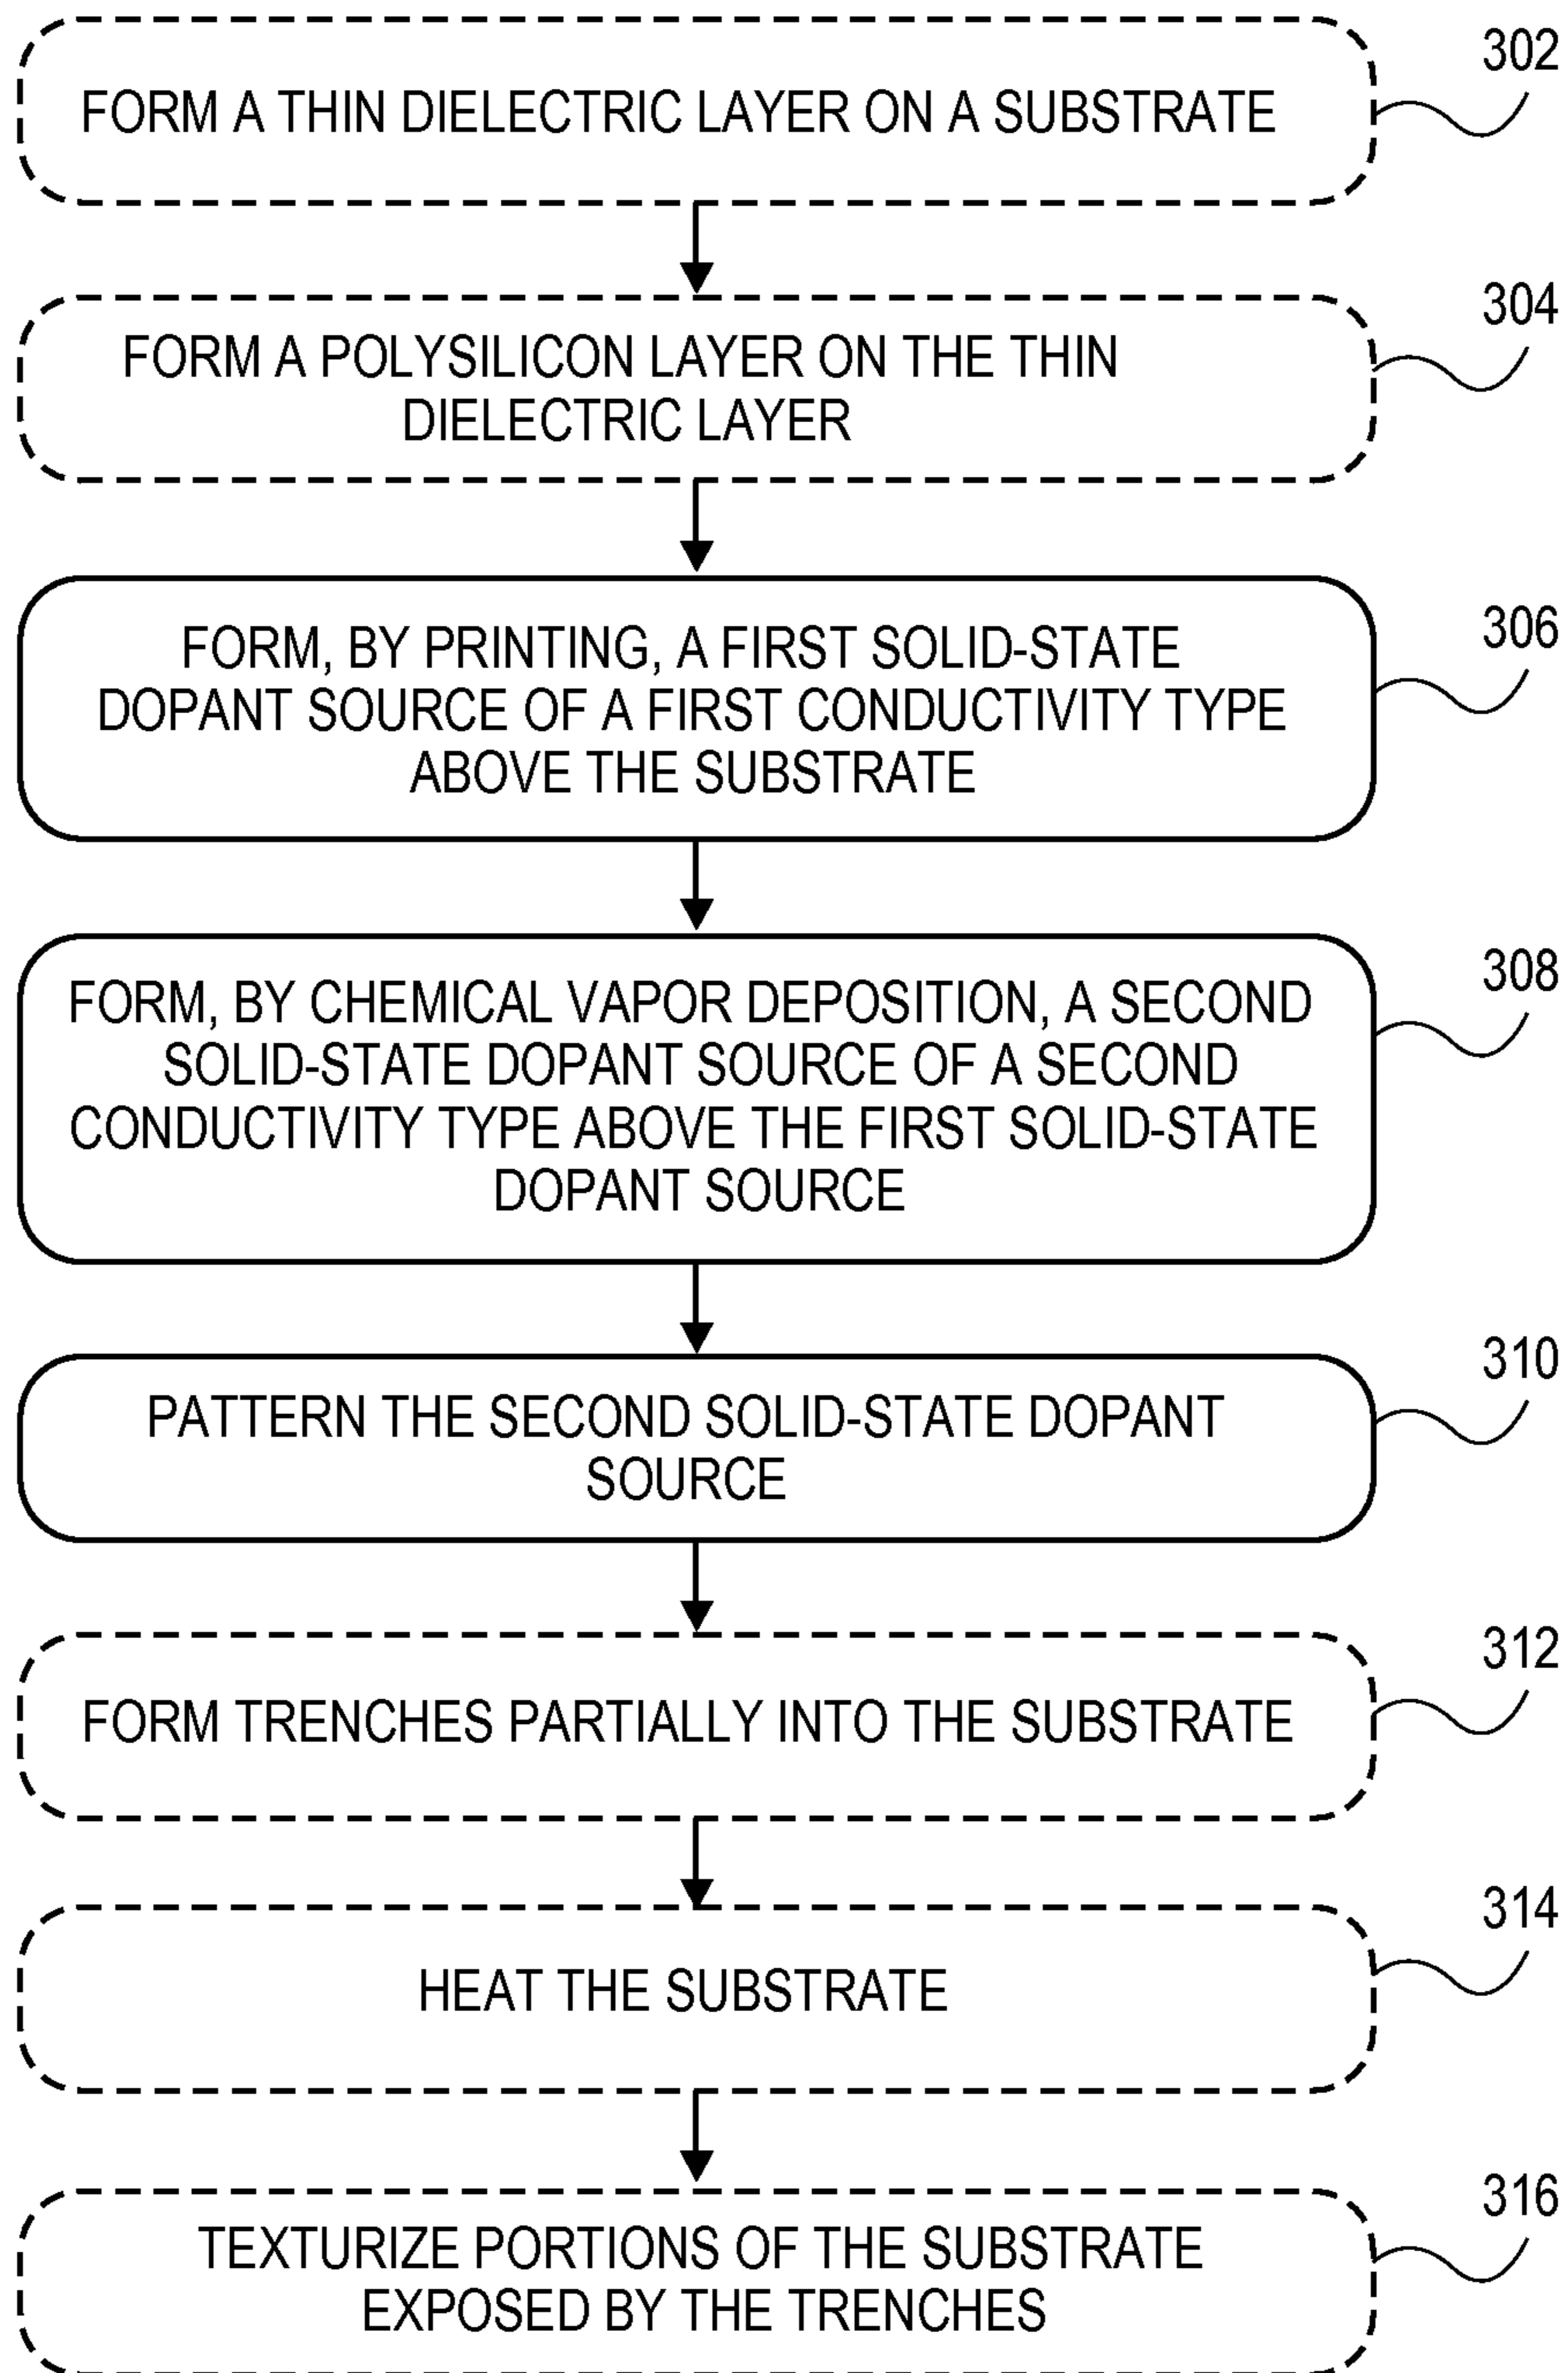 302
FORM A THIN DIELECTRIC LAYER ON A SUBSTRATE
304
FORM A POLYSILICON LAYER ON THE THIN
DIELECTRIC LAYER
306
FORM, BY PRINTING, A FIRST SOLID-STATE
DOPANT SOURCE OF A FIRST CONDUCTIVITY TYPE
ABOVE THE SUBSTRATE
308
FORM, BY CHEMICAL VAPOR DEPOSITION, A SECOND
SOLID-STATE DOPANT SOURCE OF A SECOND
CONDUCTIVITY TYPE ABOVE THE FIRST SOLID-STATE
DOPANT SOURCE
310
PATTERN THE SECOND SOLID-STATE DOPANT
SOURCE
312
FORM TRENCHES PARTIALLY INTO THE SUBSTRATE
314
HEAT THE SUBSTRATE
316
TEXTURIZE PORTIONS OF THE SUBSTRATE
EXPOSED BY THE TRENCHES